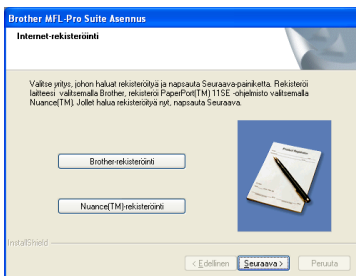 Brother MFL-Pro Suite Asennus
Internet-rekisteröinti
Valitse yritys, johon haluat rekisteröityä ja napsauta Seuraava-painiketta. Rekisteröi
laitteesi valitsemalla Brother, rekisteröi PaperPort(TM) 11SE -ohjelmisto valitsemalla
Nuance(TM). Jollet halua rekisteröityä nyt, napsauta Seuraava.
Brother-rekisteröinti
Product Registration
Nuance(TM)-rekisteröinti
InstallShield
< Edellinen
Seuraava >
Peruuta